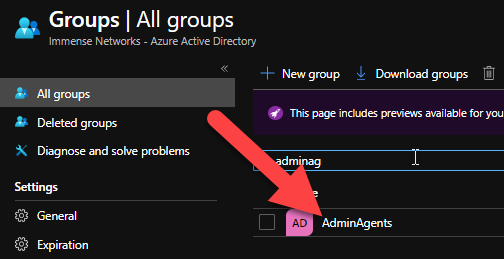 Groups | All groups
Immense Networks - Azure Active Directory
«
All groups
Deleted groups
Diagnose and solve problems
Settings
General
Expiration
New group Download groups
This page includes previews available for you
adminag
AD AdminAgents